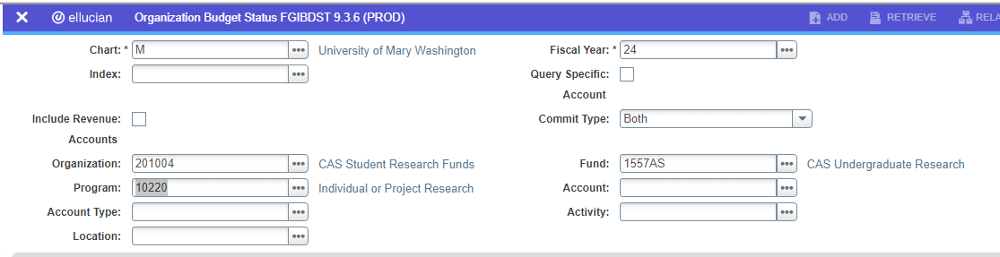 ellucian Organization Budget Status FGIBDST 9.3.6 (PROD) ADD RETRIEVE RELA
Chart: * M ••• University of Mary Washington Fiscal Year: * 24 •••
Index: ••• Query Specific:
Account
Include Revenue: Commit Type: Both
Accounts
Organization: 201004 ••• CAS Student Research Funds Fund: 1557AS ••• CAS Undergraduate Research
Program: 10220 ••• Individual or Project Research Account: •••
Account Type: ••• Activity: •••
Location: •••